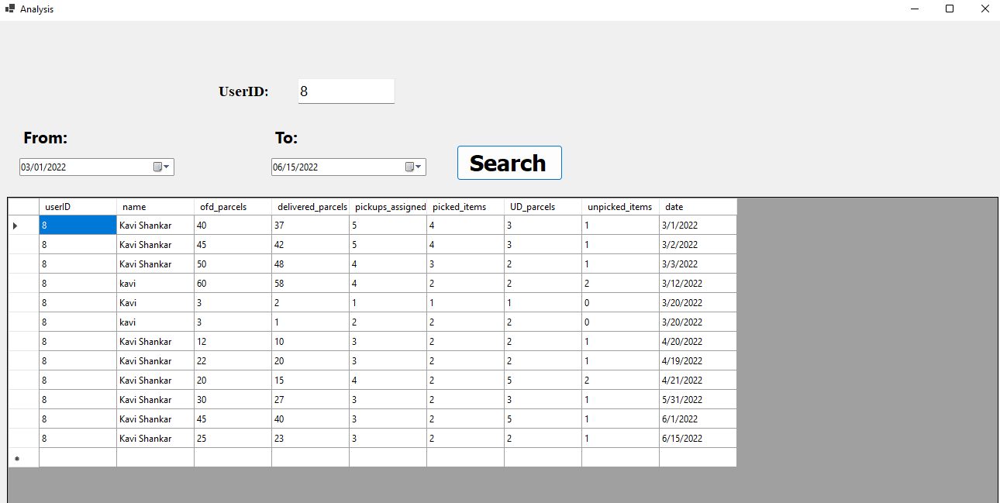 Analysis
UserID: 8
From: To:
03/01/2022 06/15/2022 Search
userID name ofd_parcels delivered_parcels pickups_assigned picked_items UD_parcels unpicked_items date
8 Kavi Shankar 40 37 5 4 3 1 3/1/2022
8 Kavi Shankar 45 42 5 4 3 1 3/2/2022
8 Kavi Shankar 50 48 4 3 2 1 3/3/2022
8 kavi 60 58 4 2 2 2 3/12/2022
8 Kavi 3 2 1 1 1 0 3/20/2022
8 kavi 3 1 2 2 2 0 3/20/2022
8 Kavi Shankar 12 10 3 2 2 1 4/20/2022
8 Kavi Shankar 22 20 3 2 2 1 4/19/2022
8 Kavi Shankar 20 15 4 2 5 2 4/21/2022
8 Kavi Shankar 30 27 3 2 3 1 5/31/2022
8 Kavi Shankar 45 40 3 2 5 1 6/1/2022
8 Kavi Shankar 25 23 3 2 2 1 6/15/2022